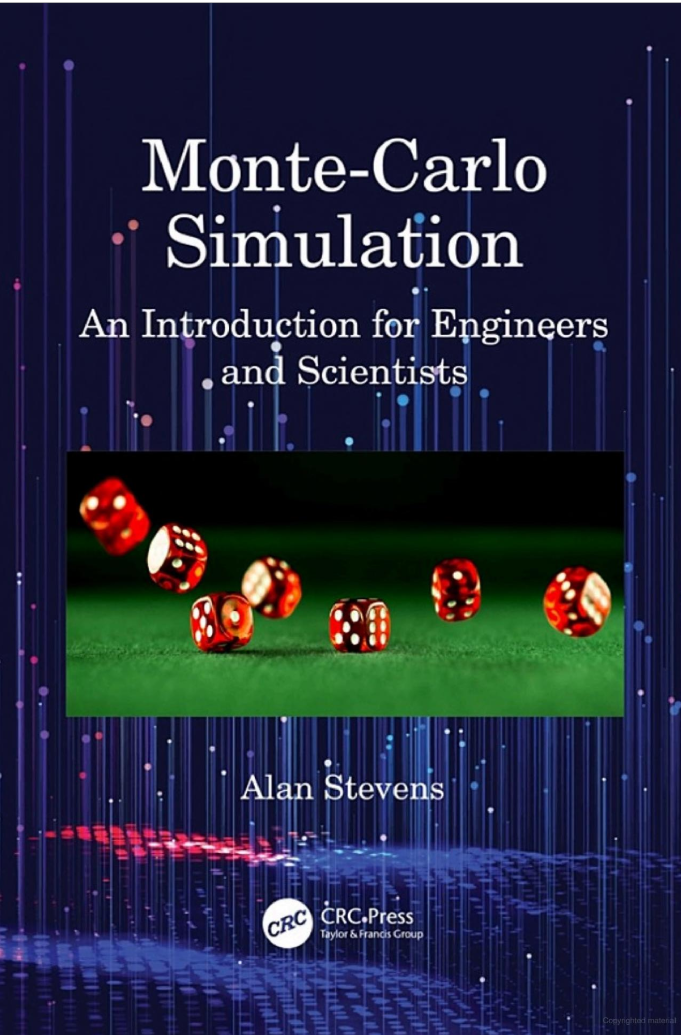 Monte-Carlo
Simulation
An Introduction for Engineers
and Scientists
Alan Stevens
CRC
CRC Press
Taylor & Francis Group
Copyrighted material